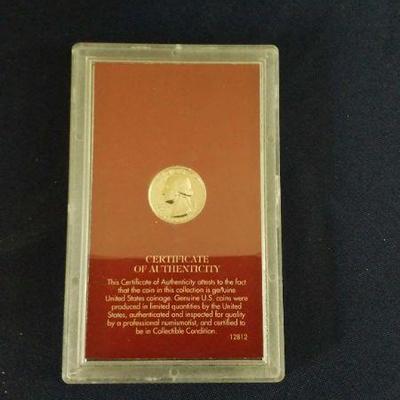 CERTIFICATE
OF AUTHENTICITY
This Certificate of Authenticity attests to the fact
that the coin in this collection is genuine
United States coinage. Genuine U.S. coins were
produced in limited quantities by the United
States, authenticated and inspected for quality
by a professional numismatist, and certified to
be in Collectible Condition.
12812